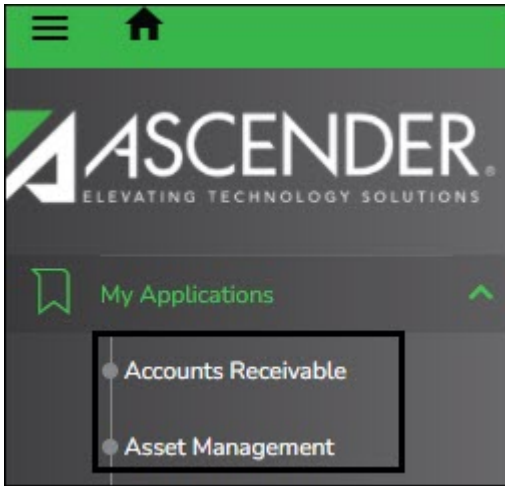 ASCENDER.
ELEVATING TECHNOLOGY SOLUTIONS
My Applications
Accounts Receivable
Asset Management